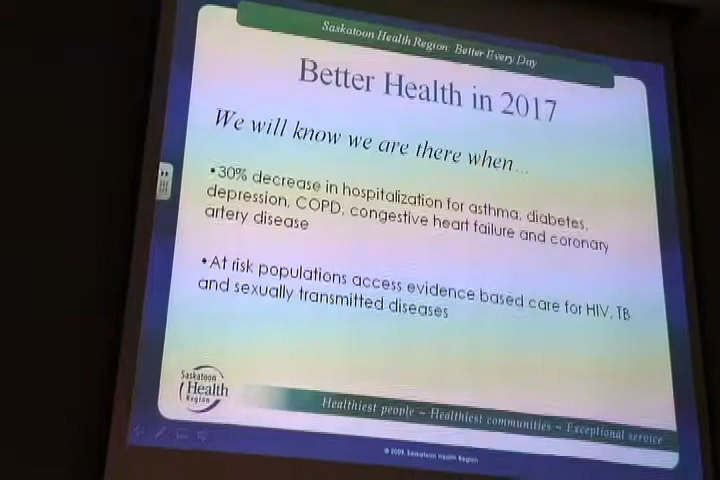 Saskatoon Health Region: Better Every Day
Better Health in 2017
We will know we are there when...
•30% decrease in hospitalization for asthma, diabetes,
depression, COPD, congestive heart failure and coronary
artery disease
•At risk populations access evidence based care for HIV, TB
and sexually transmitted diseases
Saskatoon
Health
Region
Healthiest people ~ Healthiest communities ~ Exceptional service
© 2009, Saskatoon Health Region